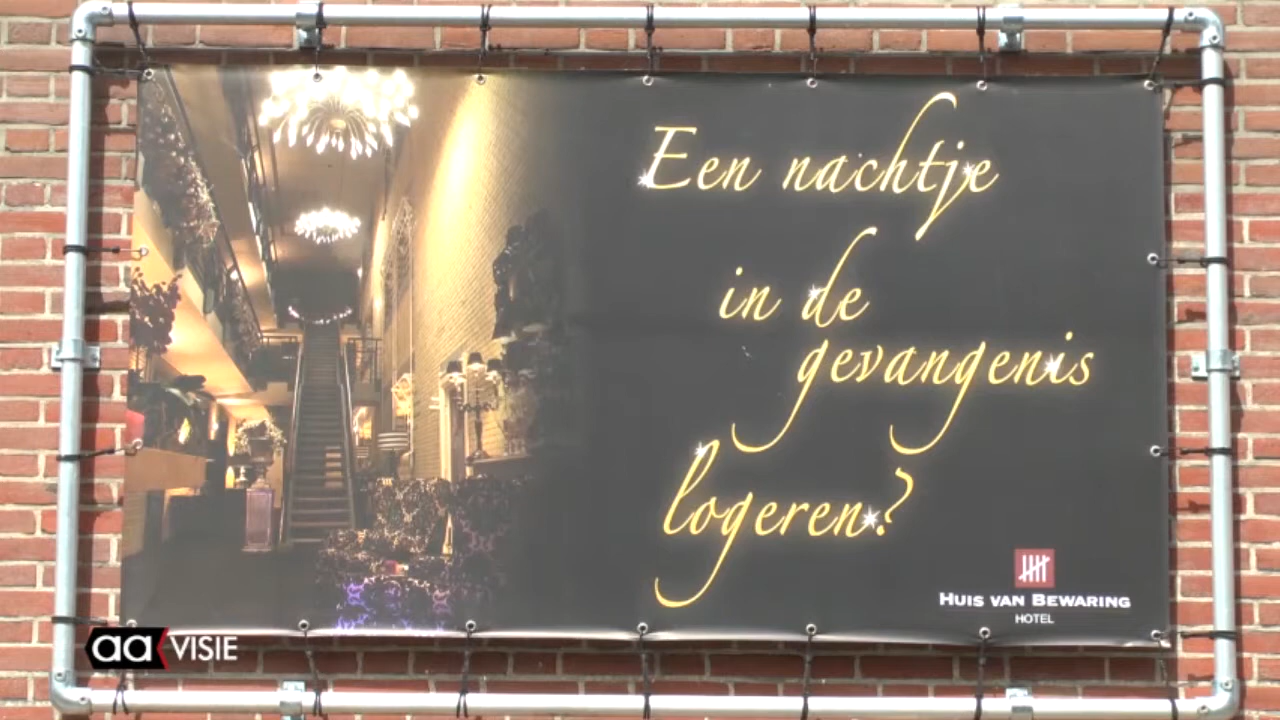 Een nachtje
in de
gevangenis
logeren?
HUIS VAN BEWARING
HOTEL
aa VISIE